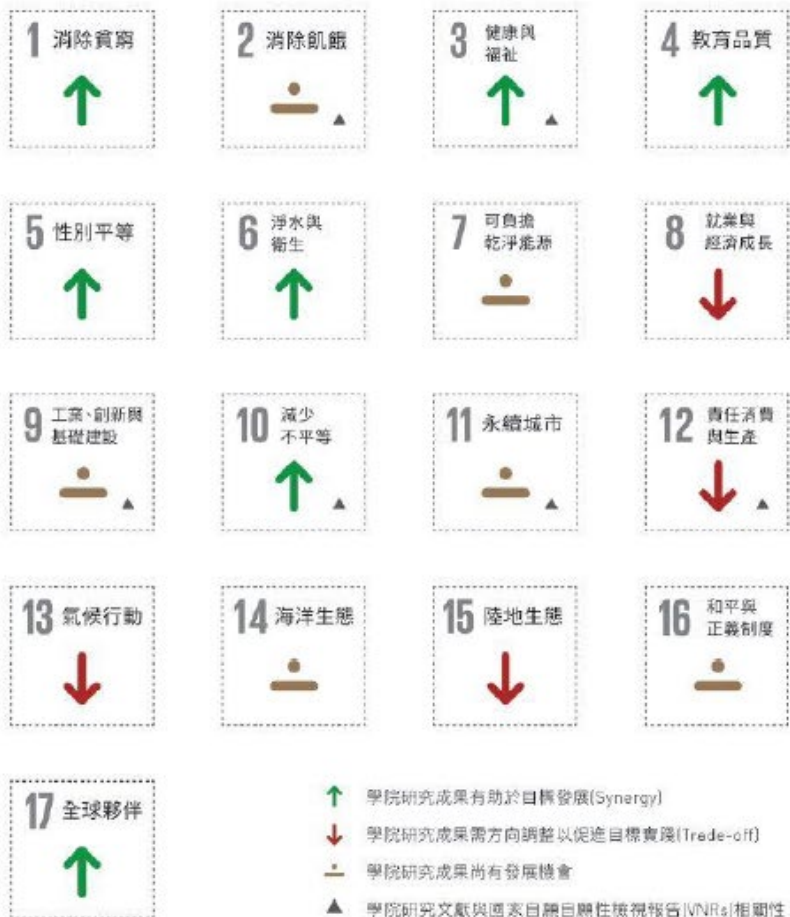 1 消除貧窮
2 消除飢餓
3 健康與
福祉
4 教育品質
5 性別平等
6 淨水與
衛生
7 可負擔
乾淨能源
8 就業與
經濟成長
9 工業、創新與
基礎建設
10 減少
不平等
11 永續城市
12 責任消費
與生產
13 氣候行動
14 海洋生態
15 陸地生態
16 和平與
正義制度
17 全球夥伴
學院研究成果有助於目標發展(Synergy)
學院研究成果需方向調整以促進目標實踐(Trade-off)
學院研究成果尚有發展機會
學院研究文獻與國家自願自願性檢視報告(VNRs)相關性